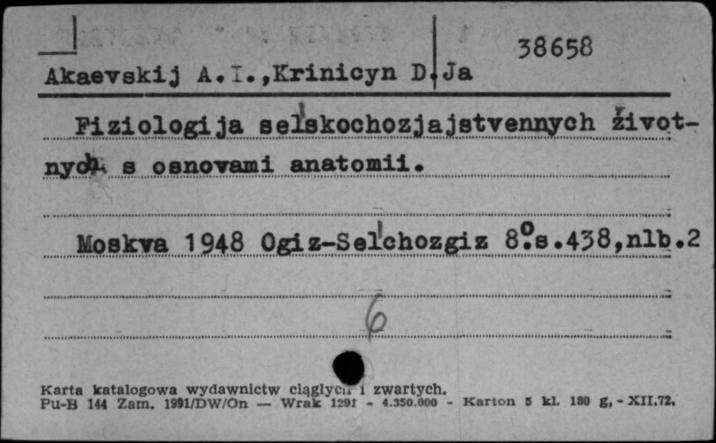 38658
Akaevskij A.I.,Krinicyn D.Ja
Fiziologija sel'skochozjajstvennych život-
nych s osnovami anatomii.
Moskva 1948 Ogiz-Sel'chozgiz 8°.s.438,nlb.2
6
Karta katalogowa wydawnictw ciągłych i zwartych.
Pu-B 144 Zam. 1991/DW/On — Wrak 1291 - 4.350.000 - Karton 5 kl. 180 g, - XII.72.